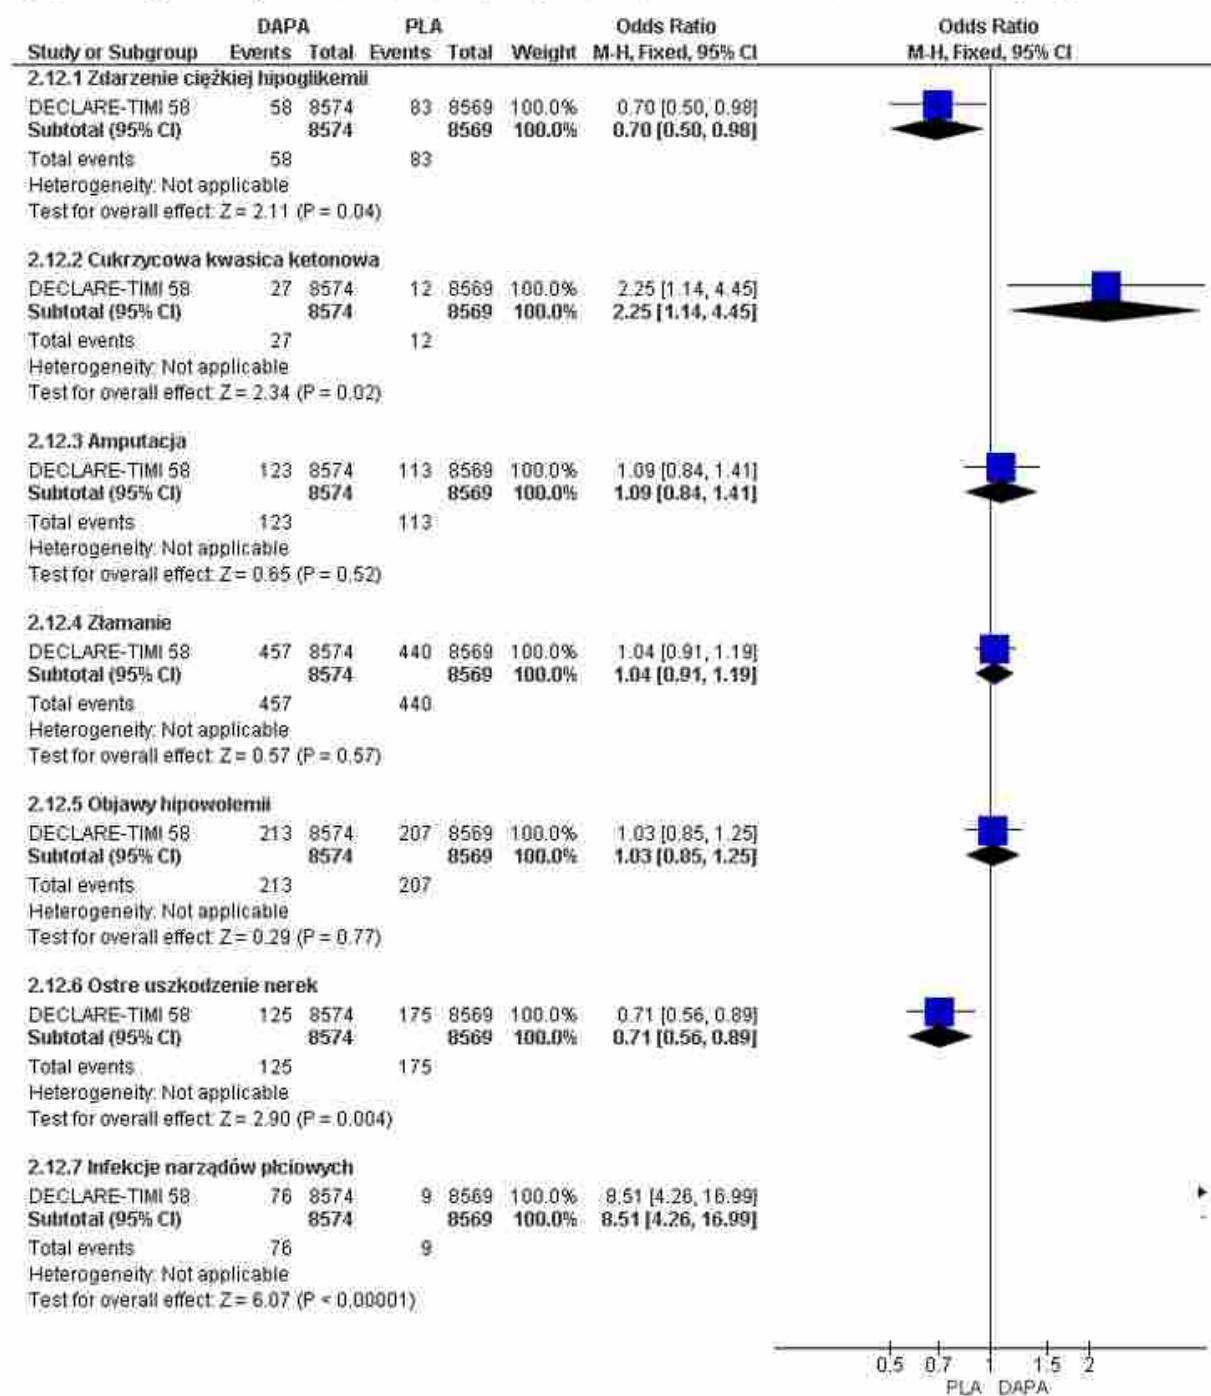 DAPA PLA Odds Ratio Odds Ratio
Study or Subgroup Events Total Events Total Weight M-H, Fixed, 95% CI M-H, Fixed, 95% CI
2.12.1 Zdarzenie ciężkiej hipoglikemii
DECLARE-TIMI 58 58 8574 83 8569 100.0% 0.70 [0.50, 0.98]
Subtotal (95% CI) 8574 8569 100.0% 0.70 [0.50, 0.98]
Total events 58 83
Heterogeneity: Not applicable
Test for overall effect: Z = 2.11 (P = 0.04)
2.12.2 Cukrzycowa kwasica ketonowa
DECLARE-TIMI 58 27 8574 12 8569 100.0% 2.25 [1.14, 4.45]
Subtotal (95% CI) 8574 8569 100.0% 2.25 [1.14, 4.45]
Total events 27 12
Heterogeneity: Not applicable
Test for overall effect: Z = 2.34 (P = 0.02)
2.12.3 Amputacja
DECLARE-TIMI 58 123 8574 113 8569 100.0% 1.09 [0.84, 1.41]
Subtotal (95% CI) 8574 8569 100.0% 1.09 [0.84, 1.41]
Total events 123 113
Heterogeneity: Not applicable
Test for overall effect: Z = 0.65 (P = 0.52)
2.12.4 Złamanie
DECLARE-TIMI 58 457 8574 440 8569 100.0% 1.04 [0.91, 1.19]
Subtotal (95% CI) 8574 8569 100.0% 1.04 [0.91, 1.19]
Total events 457 440
Heterogeneity: Not applicable
Test for overall effect: Z = 0.57 (P = 0.57)
2.12.5 Objawy hipowolemii
DECLARE-TIMI 58 213 8574 207 8569 100.0% 1.03 [0.85, 1.25]
Subtotal (95% CI) 8574 8569 100.0% 1.03 [0.85, 1.25]
Total events 213 207
Heterogeneity: Not applicable
Test for overall effect: Z = 0.29 (P = 0.77)
2.12.6 Ostre uszkodzenie nerek
DECLARE-TIMI 58 125 8574 175 8569 100.0% 0.71 [0.56, 0.89]
Subtotal (95% CI) 8574 8569 100.0% 0.71 [0.56, 0.89]
Total events 125 175
Heterogeneity: Not applicable
Test for overall effect: Z = 2.90 (P = 0.004)
2.12.7 Infekcje narządów płciowych
DECLARE-TIMI 58 76 8574 9 8569 100.0% 8.51 [4.26, 16.99]
Subtotal (95% CI) 8574 8569 100.0% 8.51 [4.26, 16.99]
Total events 76 9
Heterogeneity: Not applicable
Test for overall effect: Z = 6.07 (P < 0.00001)
0.5 0.7 1 1.5 2
PLA DAPA